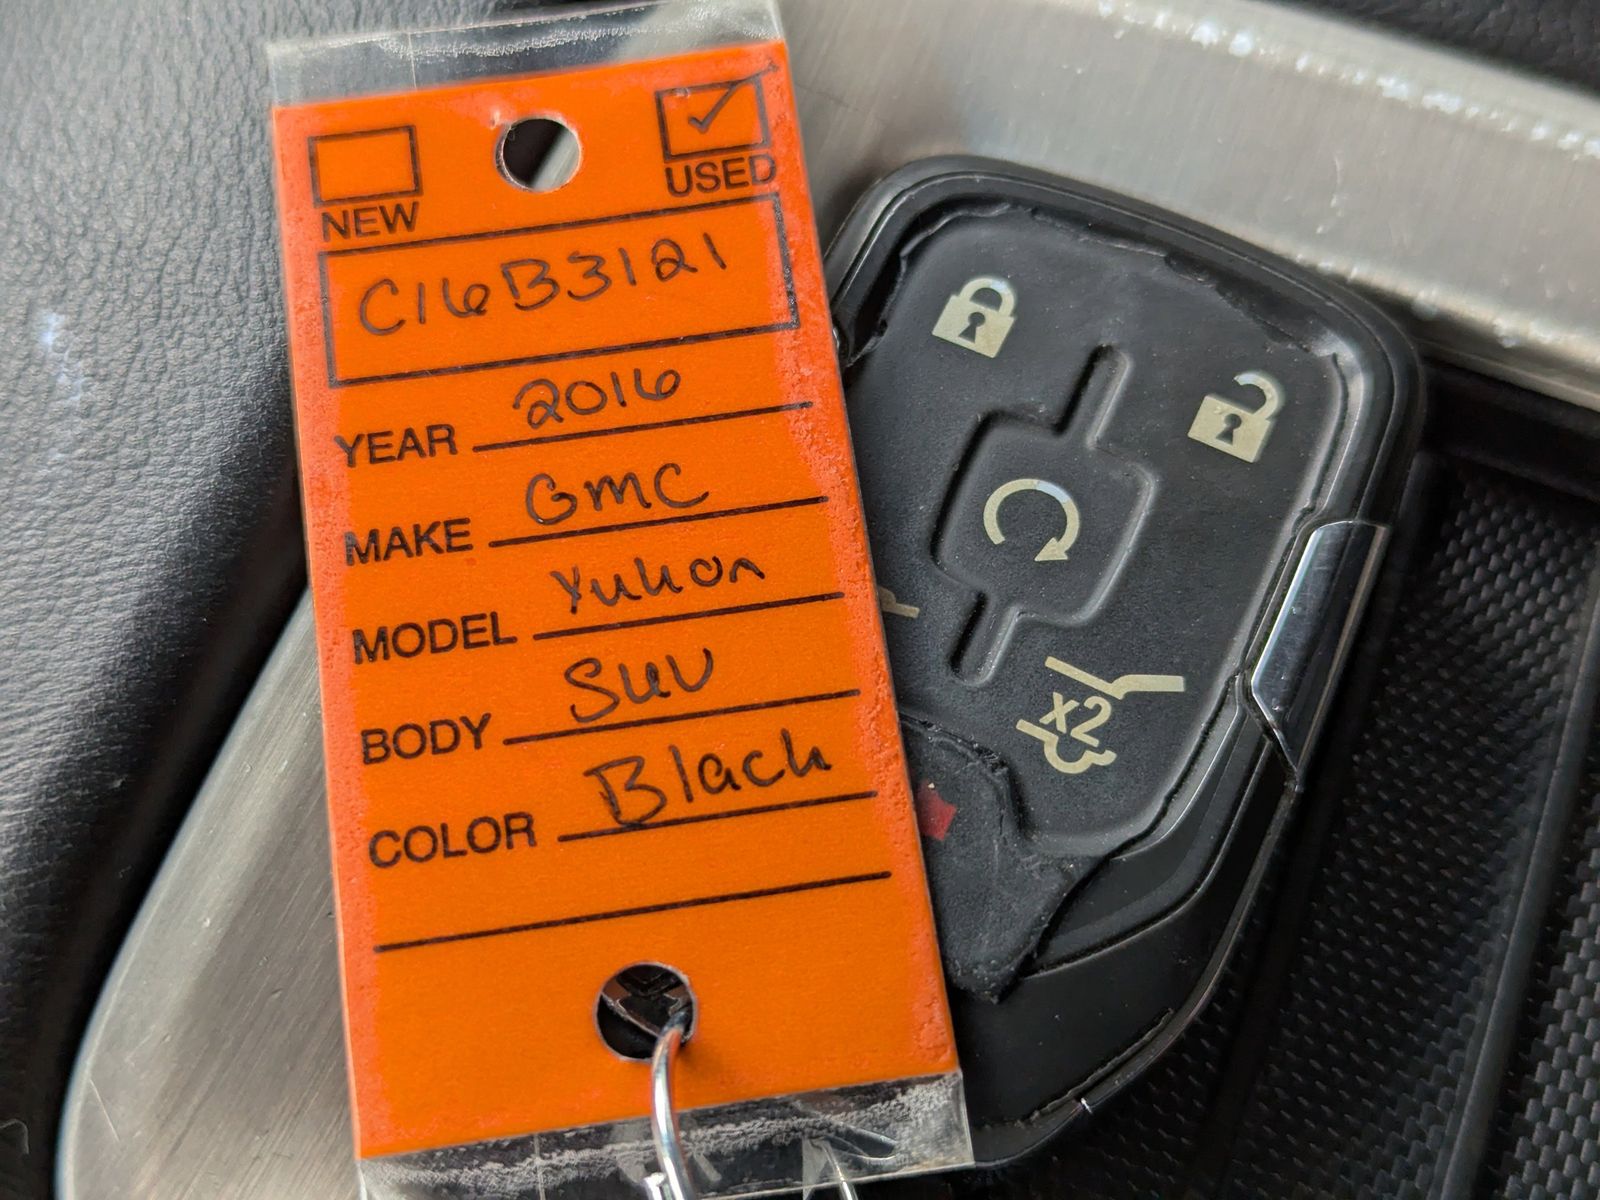 NEW USED
C16B3121
YEAR 2016
MAKE GMC
MODEL Yukon
BODY SUV
COLOR Black
x2